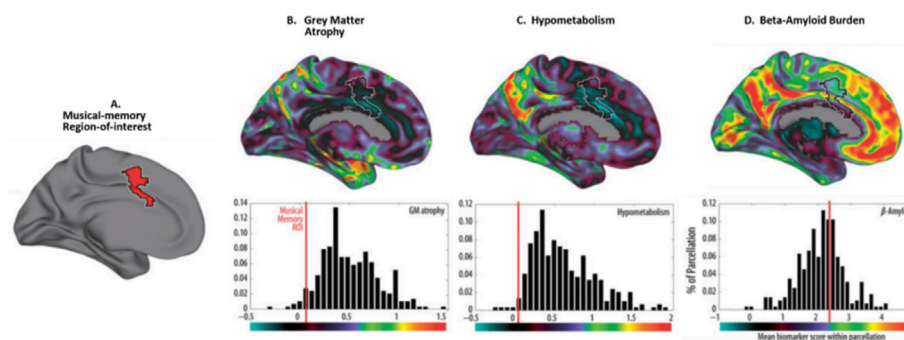 B. Grey Matter
Atrophy
C. Hypometabolism
D. Beta-Amyloid Burden
A.
Musical-memory
Region-of-interest
0.14
0.12
0.10
0.08
0.06
0.04
0.02
0
Musical
Memory
ROI
GM atrophy
-0.5 0 0.5 1.0 1.5
0.12
0.10
0.08
0.06
0.04
0.02
0
Hypometabolism
-0.5 0 0.5 1 1.5 2
% of Parcellation
0.12
0.10
0.08
0.06
0.04
0.02
0
β-Amyl
-1 0 1 2 3 4
Mean biomarker score within parcellation